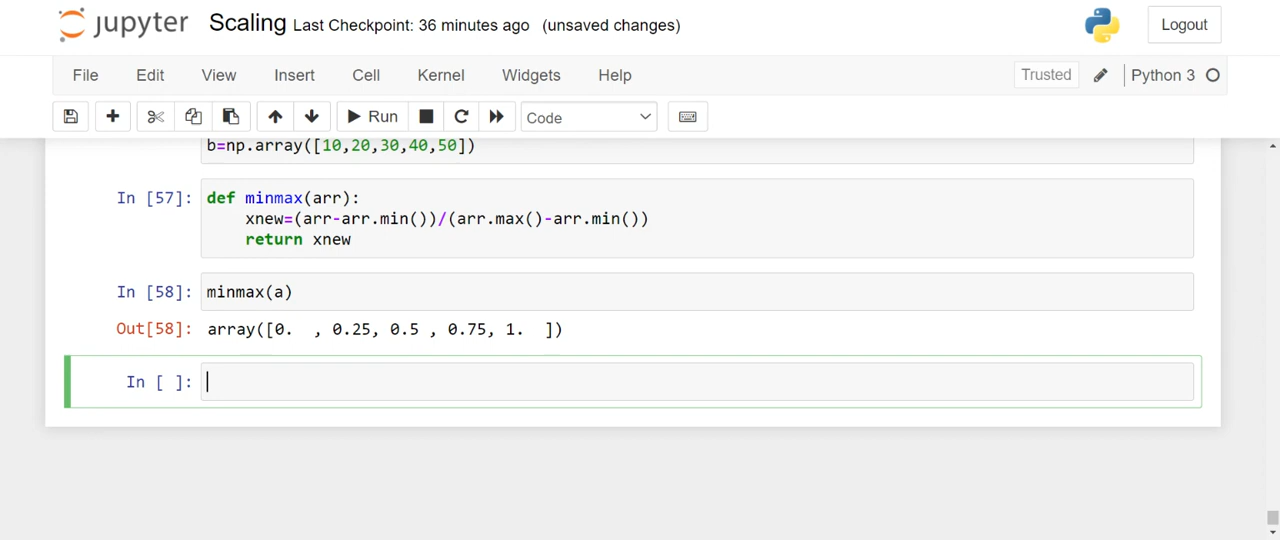 jupyter Scaling Last Checkpoint: 36 minutes ago (unsaved changes) Logout
File Edit View Insert Cell Kernel Widgets Help Trusted Python 3
Run Code
b=np.array([10,20,30,40,50])
In [57]: def minmax(arr):
    xnew=(arr-arr.min())/(arr.max()-arr.min())
    return xnew
In [58]: minmax(a)
Out[58]: array([0.  , 0.25, 0.5 , 0.75, 1.  ])
In [ ]: